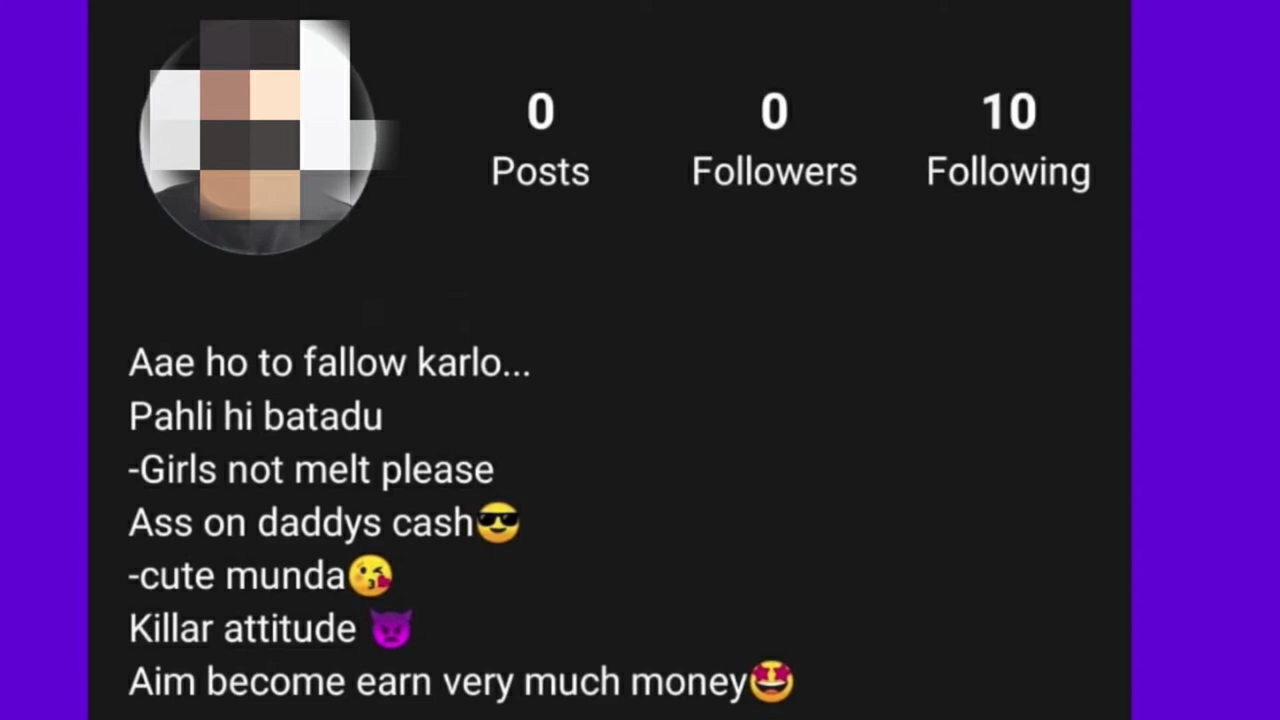 0 0 10
Posts Followers Following
Aae ho to fallow karlo...
Pahli hi batadu
-Girls not melt please
Ass on daddys cash😎
-cute munda😘
Killar attitude 👿
Aim become earn very much money🤩